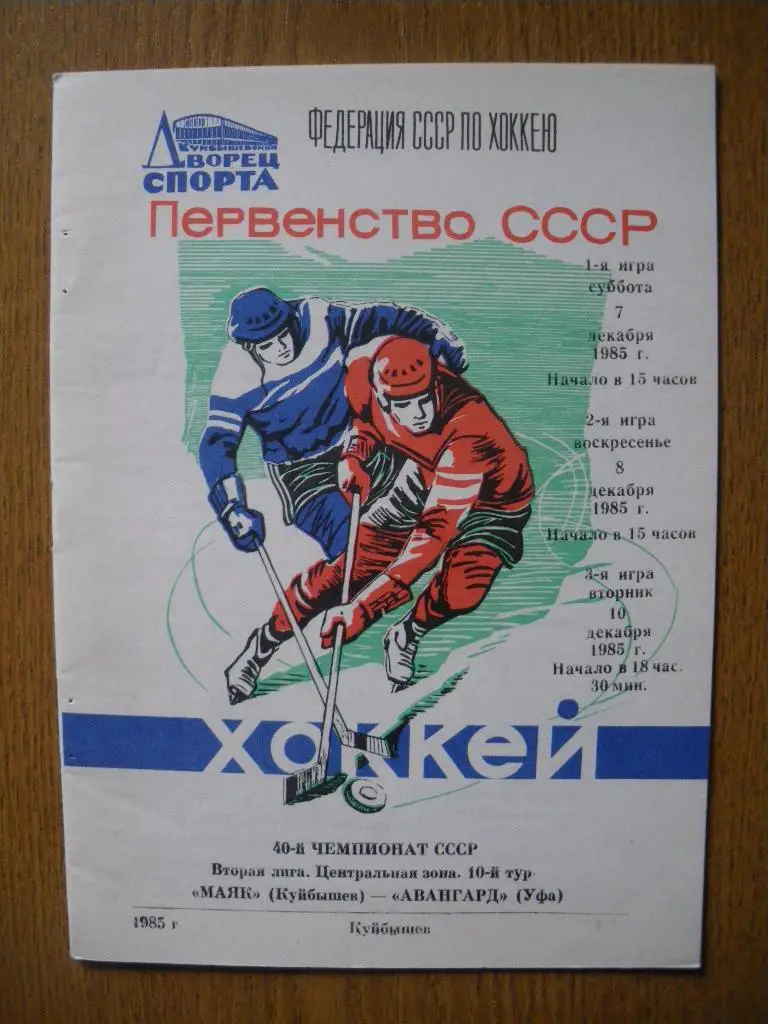 КУЙБЫШЕВСКИЙ
ДВОРЕЦ
СПОРТА
ФЕДЕРАЦИЯ СССР ПО ХОККЕЮ
ПЕРВЕНСТВО СССР
1-я игра
суббота
7
декабря
1985 г.
Начало в 15 часов
2-я игра
воскресенье
8
декабря
1985 г.
Начало в 15 часов
3-я игра
вторник
10
декабря
1985 г.
Начало в 18 час.
30 мин.
хоккей
40-й ЧЕМПИОНАТ СССР
Вторая лига. Центральная зона. 10-й тур
«МАЯК» (Куйбышев) — «АВАНГАРД» (Уфа)
1985 г
Куйбышев